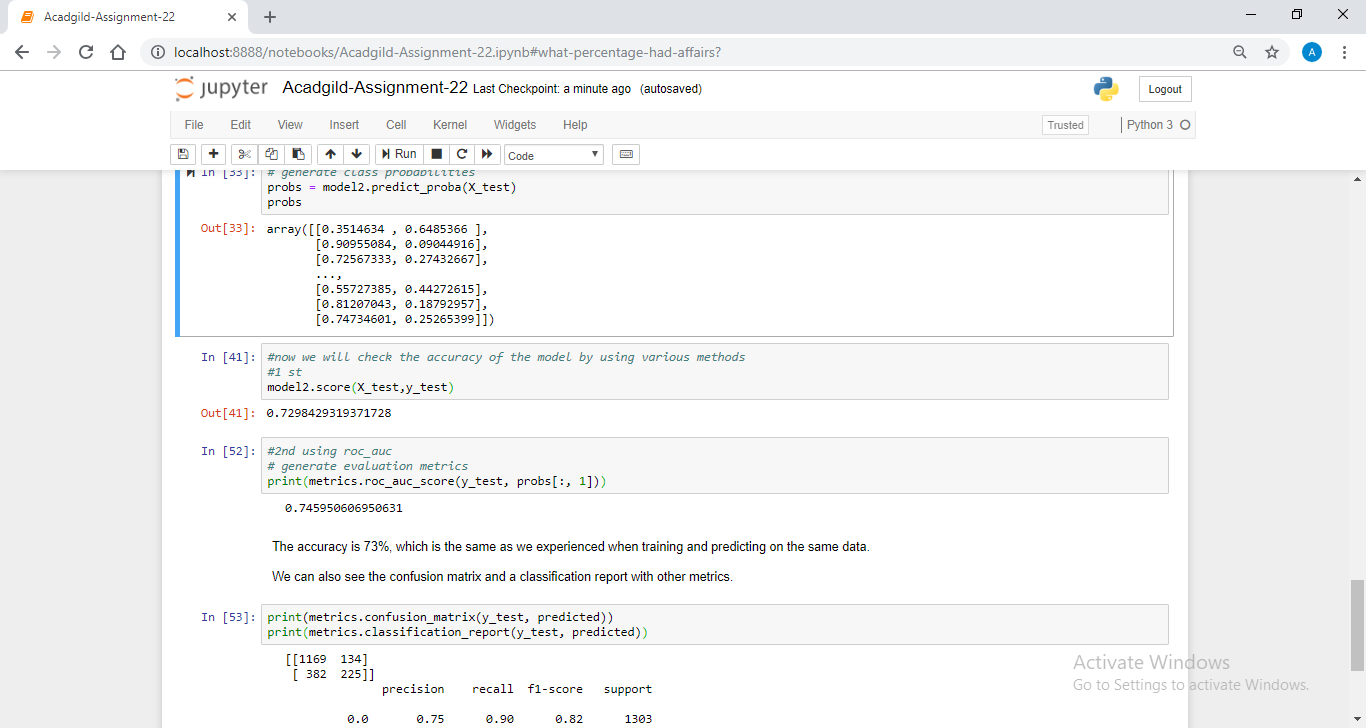 Acadgild-Assignment-22
localhost:8888/notebooks/Acadgild-Assignment-22.ipynb#what-percentage-had-affairs?
A
jupyter Acadgild-Assignment-22 Last Checkpoint: a minute ago (autosaved)
Logout
File Edit View Insert Cell Kernel Widgets Help
Trusted
Python 3
Run
Code
In [33]: # generate class probabilities
probs = model2.predict_proba(X_test)
probs
Out[33]: array([[0.3514634 , 0.6485366 ],
[0.90955084, 0.09044916],
[0.72567333, 0.27432667],
...,
[0.55727385, 0.44272615],
[0.81207043, 0.18792957],
[0.74734601, 0.25265399]])
In [41]: #now we will check the accuracy of the model by using various methods
#1 st
model2.score(X_test,y_test)
Out[41]: 0.7298429319371728
In [52]: #2nd using roc_auc
# generate evaluation metrics
print(metrics.roc_auc_score(y_test, probs[:, 1]))
0.745950606950631
The accuracy is 73%, which is the same as we experienced when training and predicting on the same data.
We can also see the confusion matrix and a classification report with other metrics.
In [53]: print(metrics.confusion_matrix(y_test, predicted))
print(metrics.classification_report(y_test, predicted))
[[1169 134]
[ 382 225]]
precision recall f1-score support
0.0 0.75 0.90 0.82 1303
Activate Windows
Go to Settings to activate Windows.